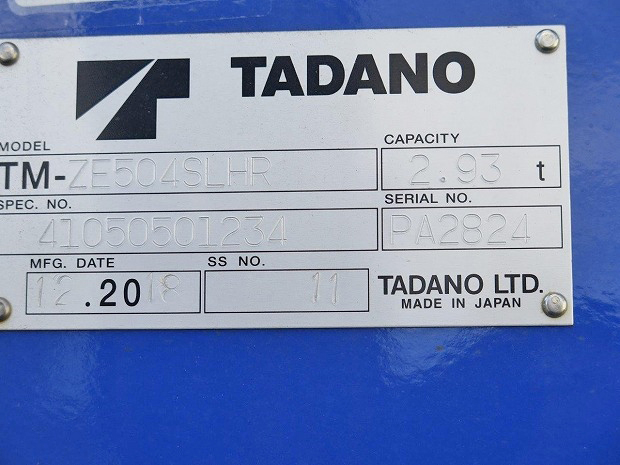 TADANO
MODEL
TM-ZE504SLHR
CAPACITY
2.93 t
SPEC. NO.
41050501234
SERIAL NO.
PA2824
MFG. DATE
12.2018
SS NO.
11
TADANO LTD.
MADE IN JAPAN